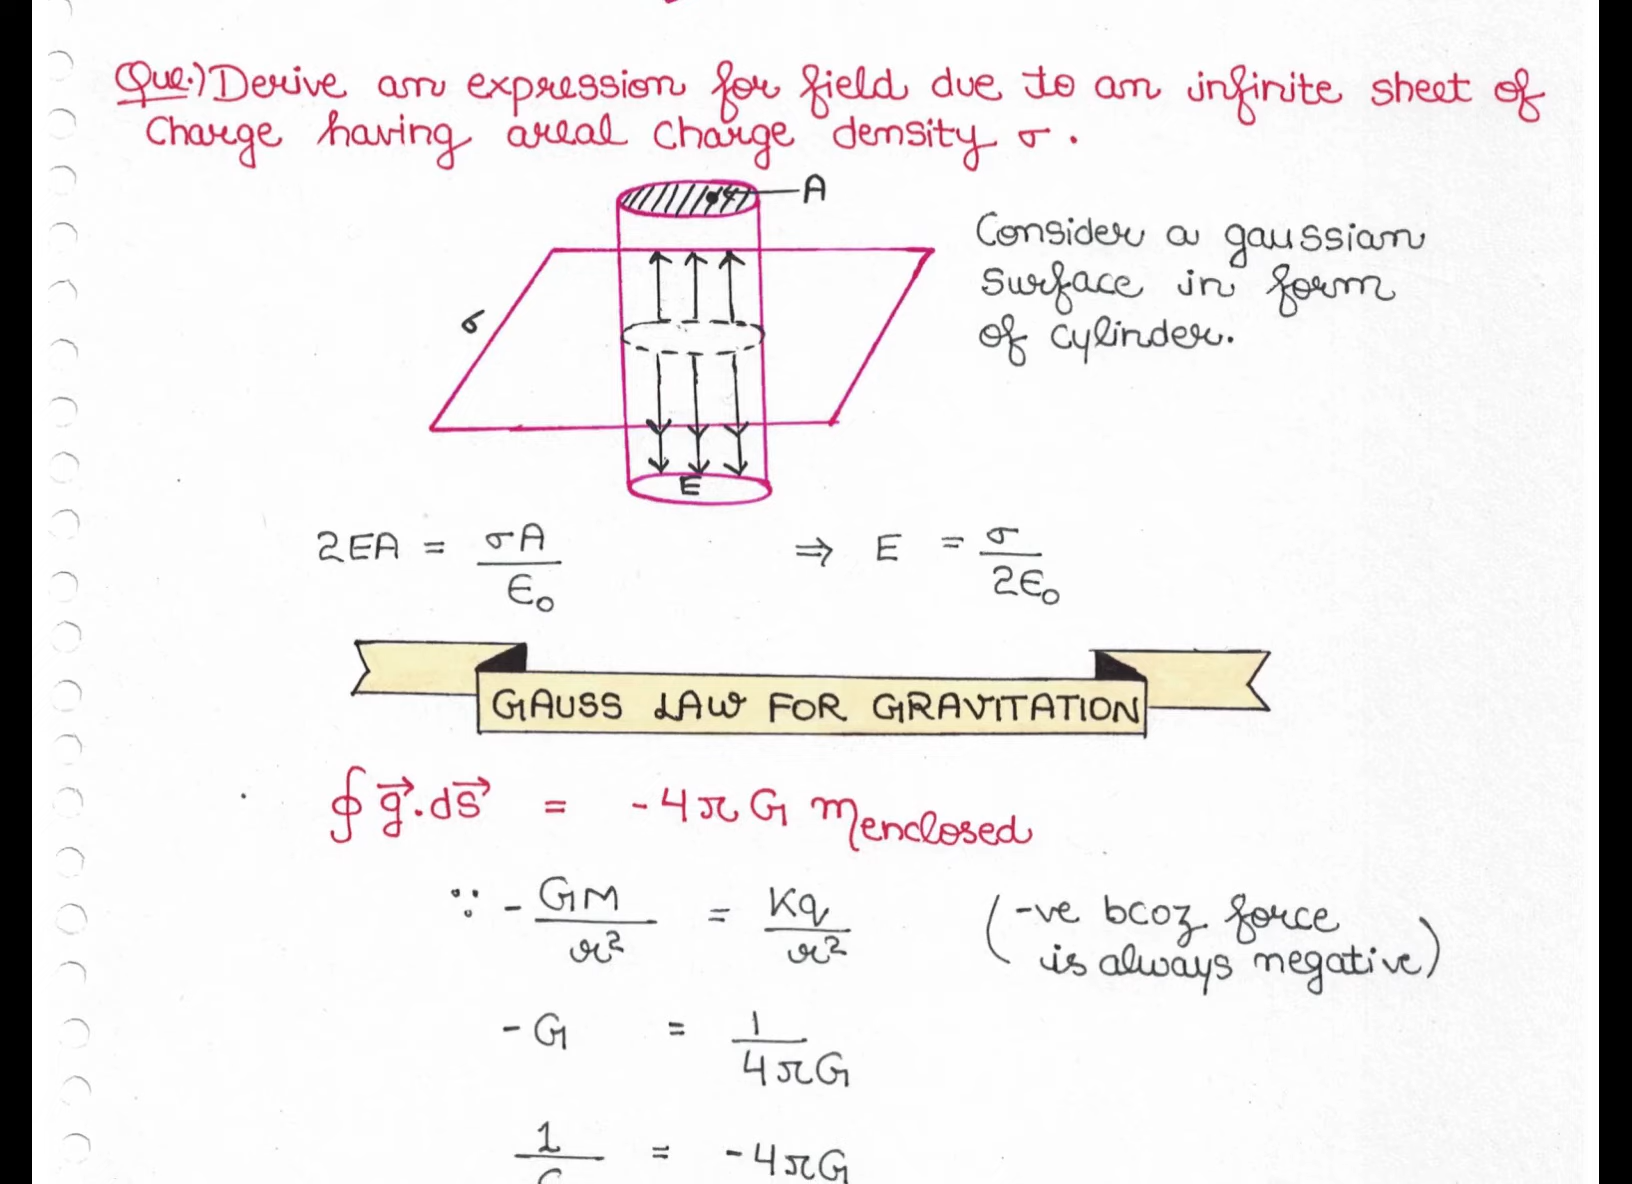 Que.) Derive an expression for field due to an infinite sheet of
Charge having areal charge density σ.
A
Consider a gaussian
surface in form
of cylinder.
σ
E
2EA = σA/ϵ₀ ⇒ E = σ/2ϵ₀
GAUSS LAW FOR GRAVITATION
∮ g⃗.ds⃗ = -4πG m enclosed
∵ -GM/r² = Kq/r² (-ve bcoz force
is always negative)
-G = 1/4πG
1/ = -4πG